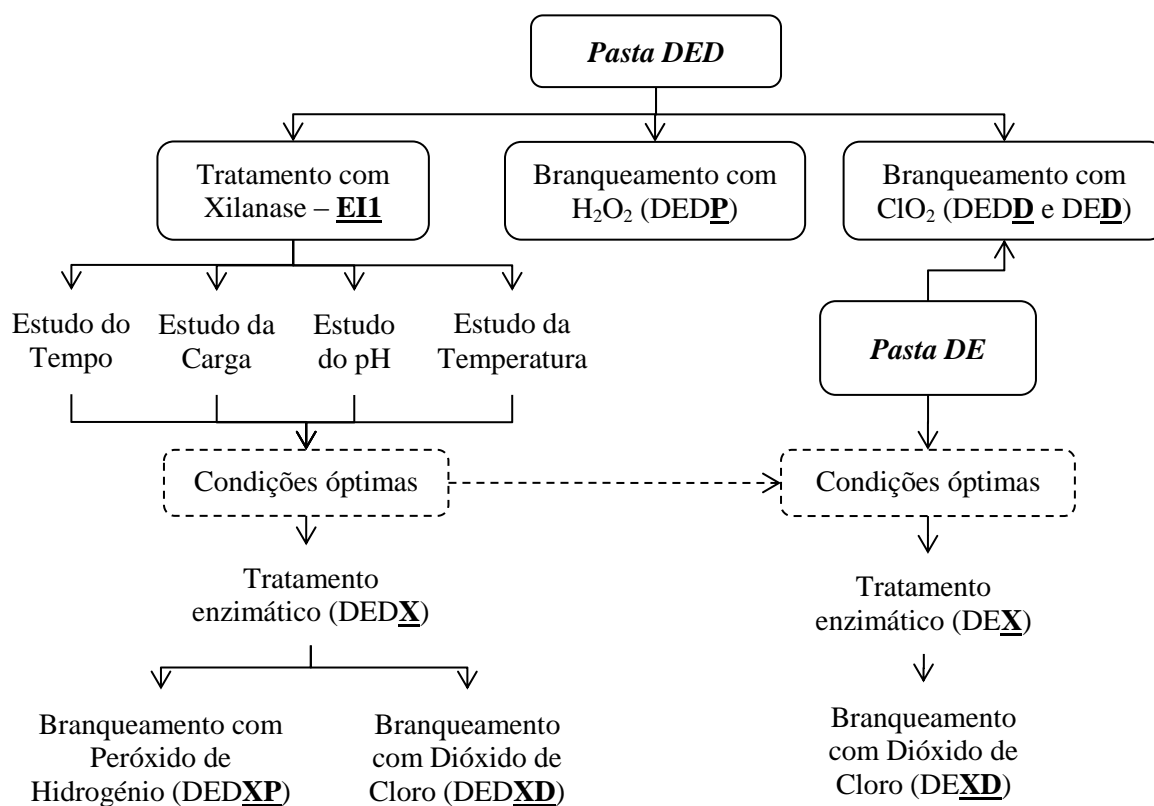 Pasta DED
Tratamento com
Xilanase – EI1
Branqueamento com
H₂O₂ (DEDP)
Branqueamento com
ClO₂ (DEDD e DED)
Estudo do
Tempo
Estudo da
Carga
Estudo
do pH
Estudo da
Temperatura
Pasta DE
Condições óptimas
Condições óptimas
Tratamento
enzimático (DEDX)
Tratamento
enzimático (DEX)
Branqueamento com
Peróxido de
Hidrogénio (DEDXP)
Branqueamento
com Dióxido de
Cloro (DEDXD)
Branqueamento
com Dióxido de
Cloro (DEXD)